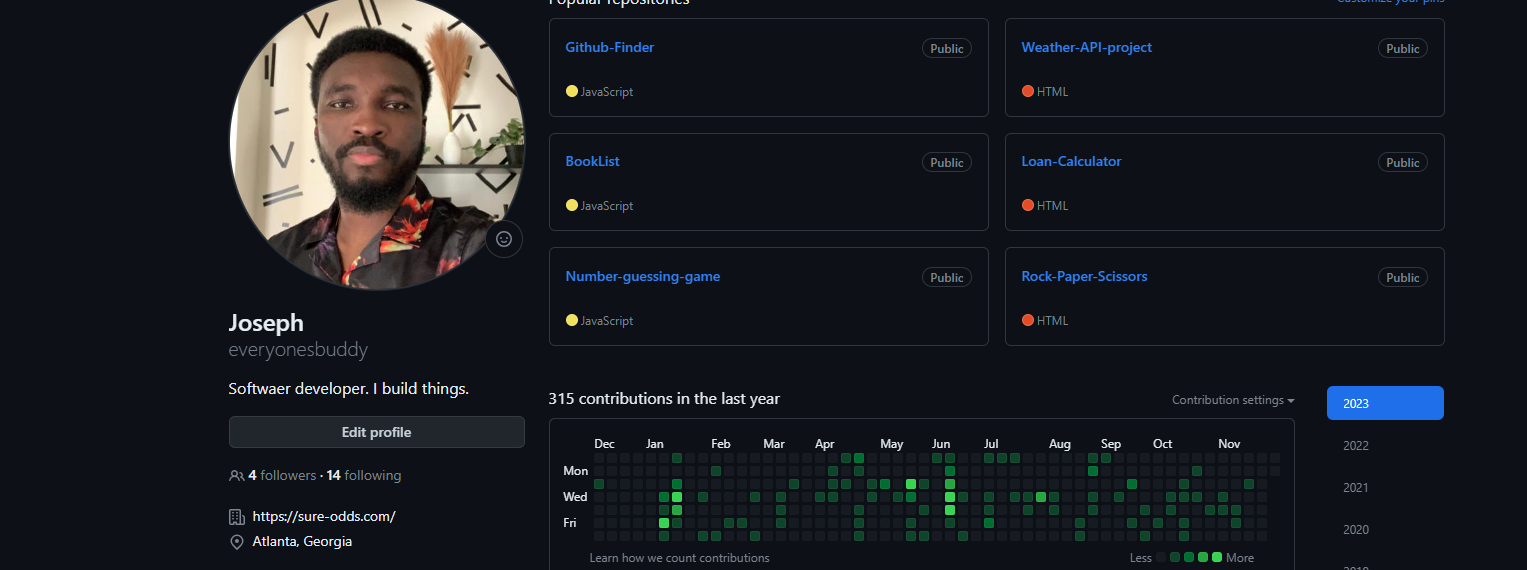 Popular repositories
Customize your pins
Github-Finder
Public
JavaScript
Weather-API-project
Public
HTML
BookList
Public
JavaScript
Loan-Calculator
Public
HTML
Number-guessing-game
Public
JavaScript
Rock-Paper-Scissors
Public
HTML
Joseph
everyonesbuddy
Softwaer developer. I build things.
Edit profile
4 followers · 14 following
https://sure-odds.com/
Atlanta, Georgia
315 contributions in the last year
Contribution settings
2023
2022
2021
2020
Dec Jan Feb Mar Apr May Jun Jul Aug Sep Oct Nov
Mon
Wed
Fri
Learn how we count contributions
Less More